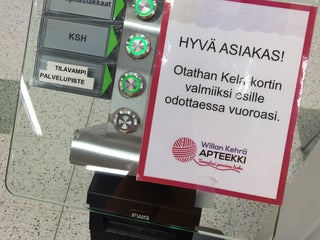 KSH
TILAVAMPI
PALVELUPISTE
HYVÄ ASIAKAS!
Otathan Kela-kortin
valmiiksi esille
odottaessa vuoroasi.
Willan Kehrä
APTEEKKI